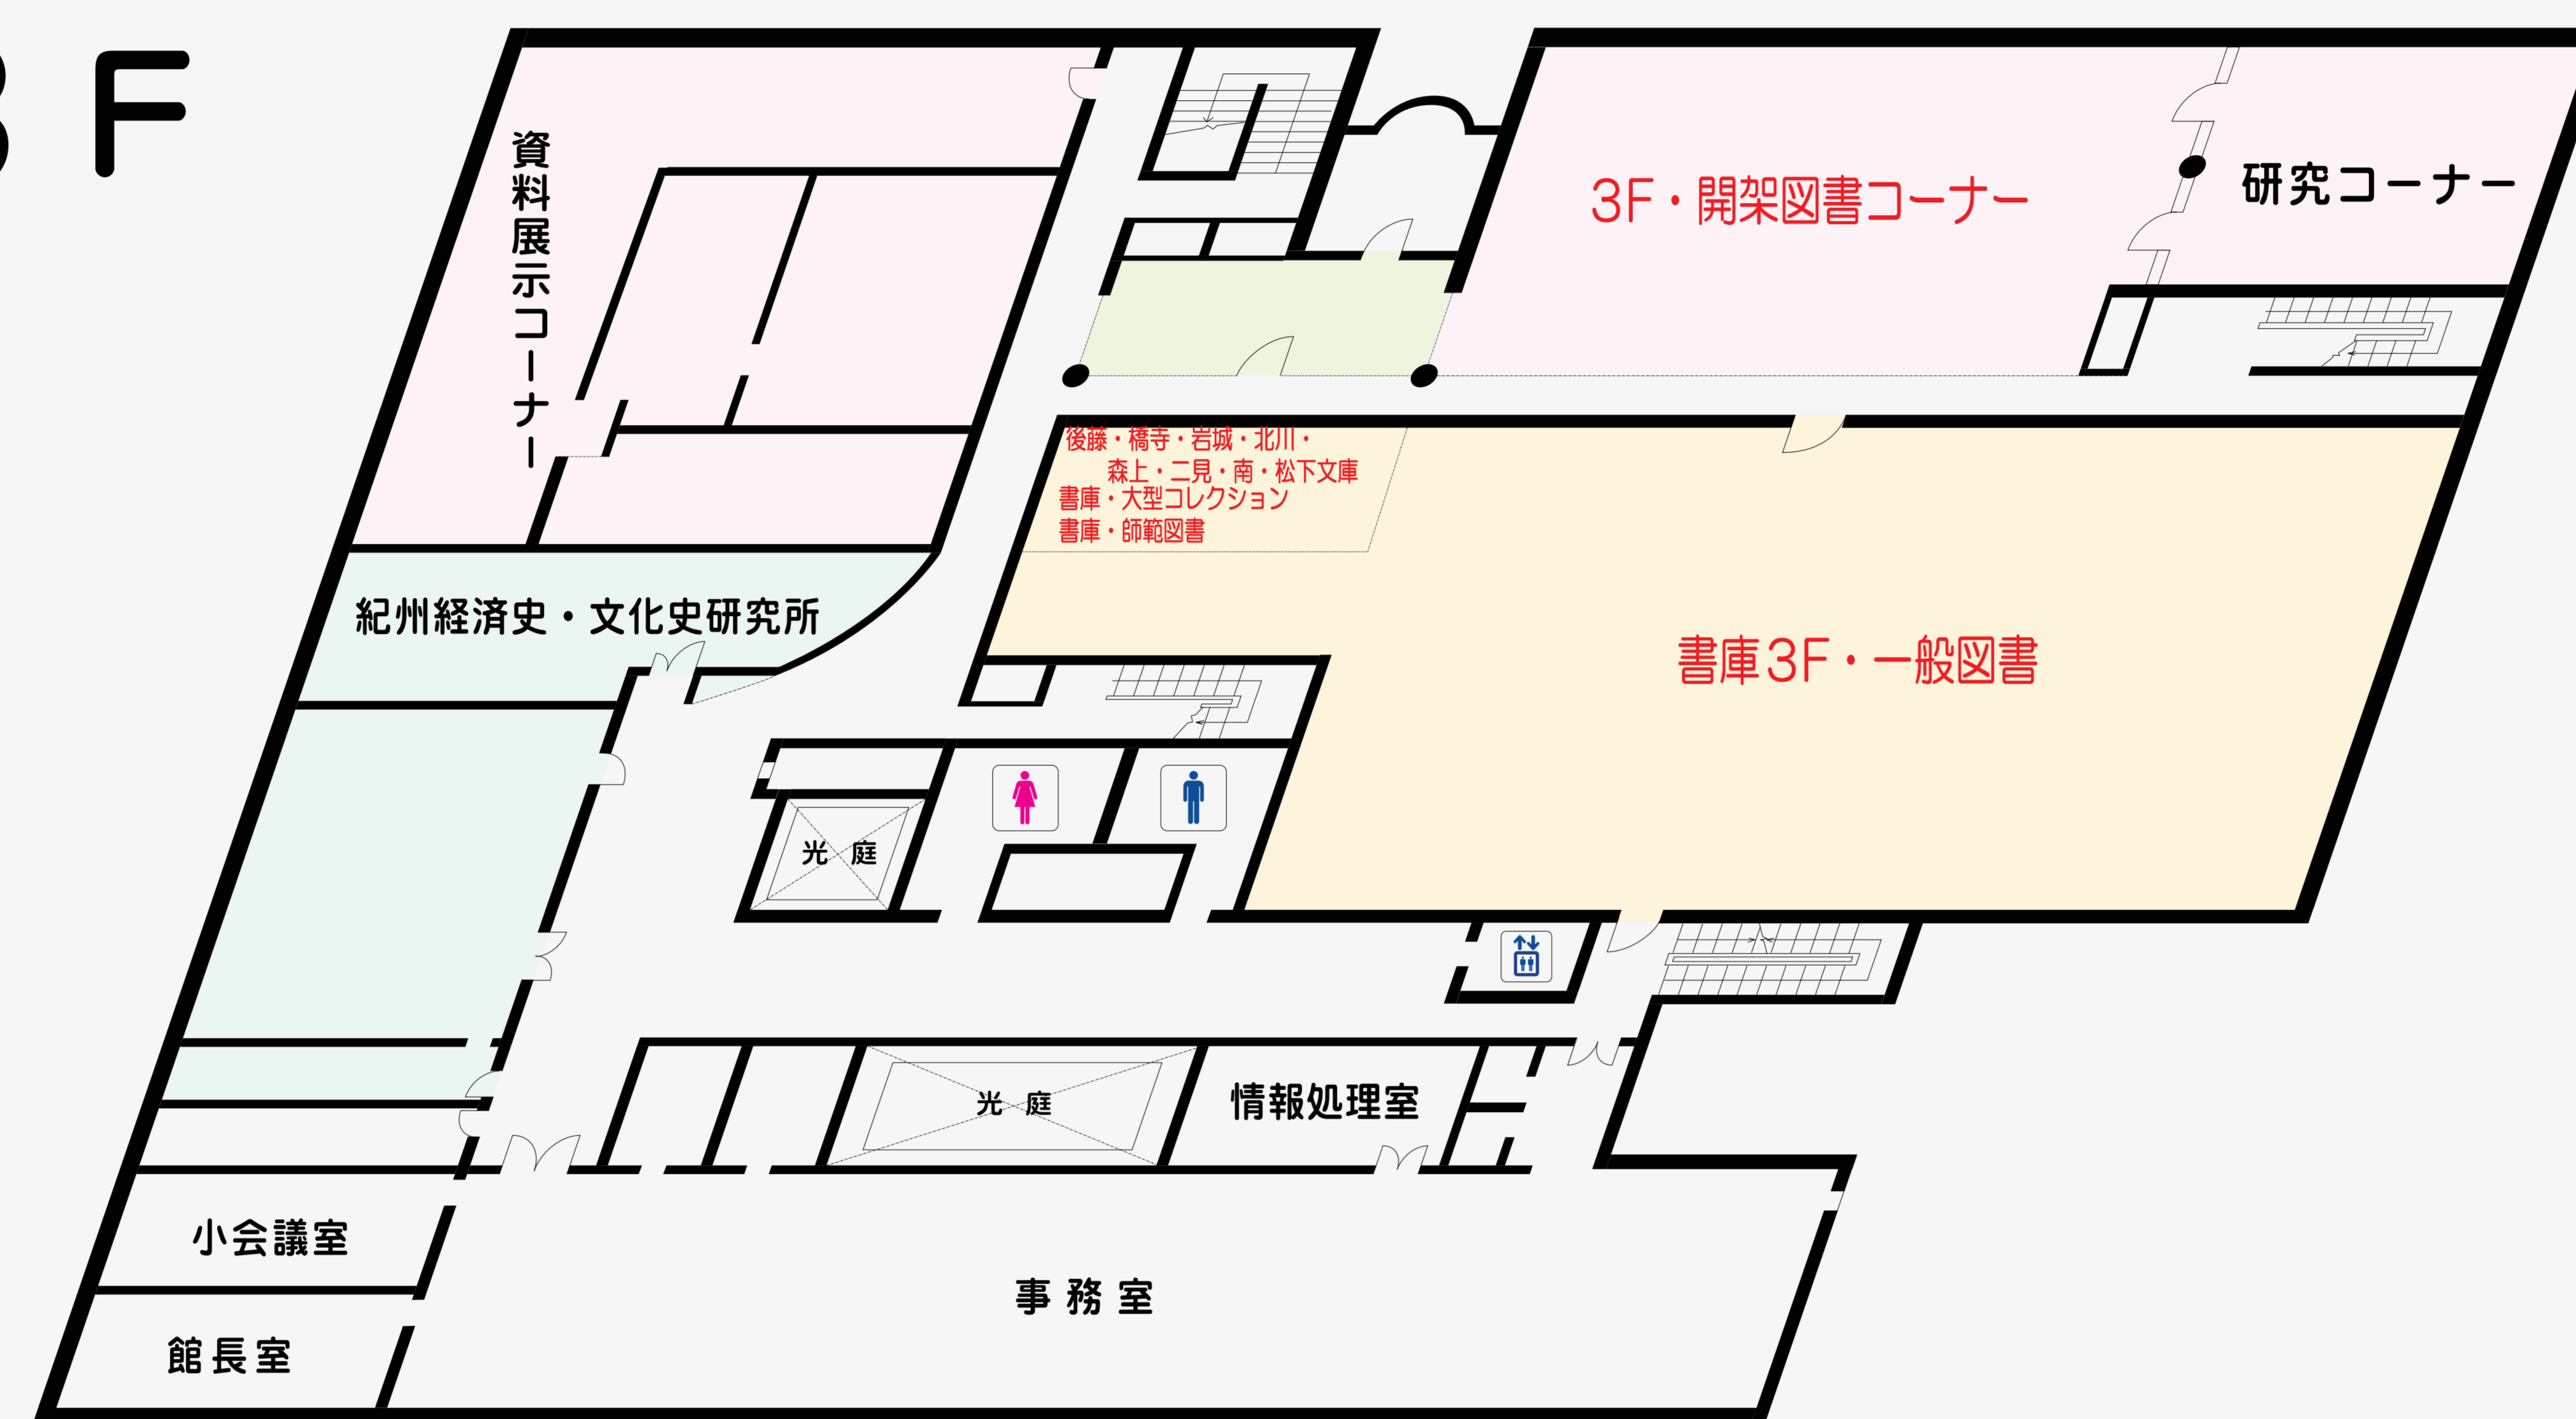 3F
資料展示コーナー
3F・開架図書コーナー
研究コーナー
後藤・橋寺・岩城・北川・
森上・二見・南・松下文庫
書庫・大型コレクション
書庫・師範図書
紀州経済史・文化史研究所
書庫3F・一般図書
光 庭
光 庭
情報処理室
小会議室
事務室
館長室